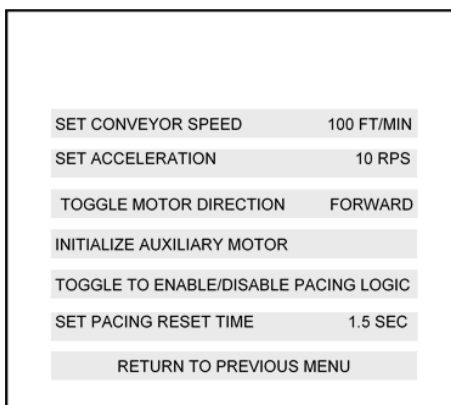 SET CONVEYOR SPEED 100 FT/MIN
SET ACCELERATION 10 RPS
TOGGLE MOTOR DIRECTION FORWARD
INITIALIZE AUXILIARY MOTOR
TOGGLE TO ENABLE/DISABLE PACING LOGIC
SET PACING RESET TIME 1.5 SEC
RETURN TO PREVIOUS MENU